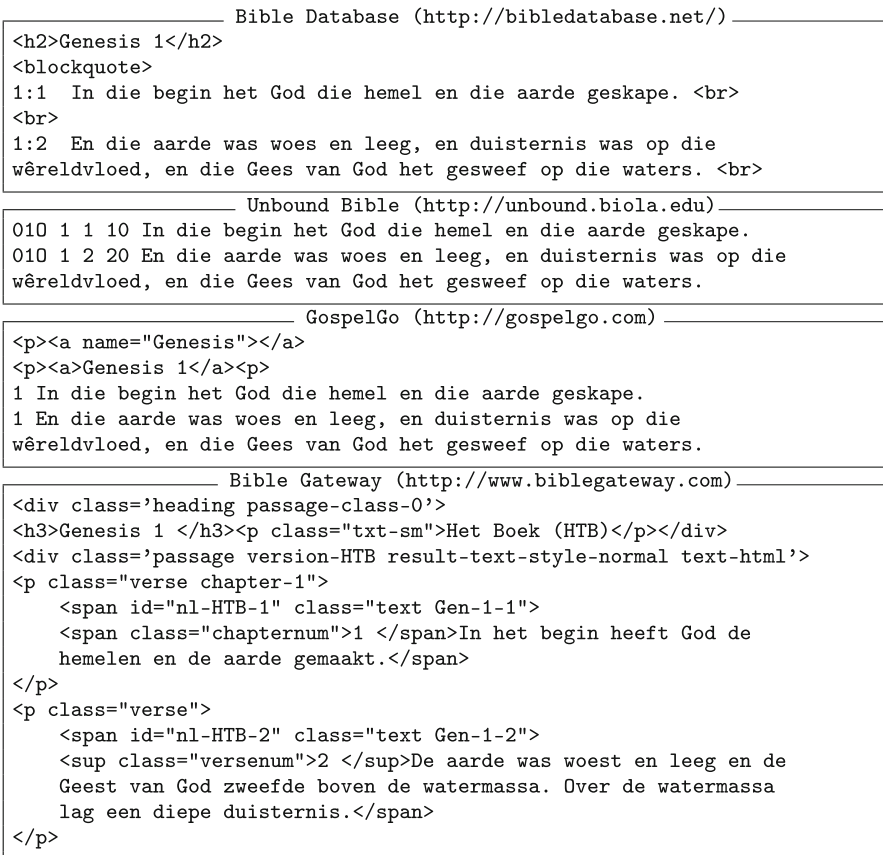 Bible Database (http://bibledatabase.net/)
<h2>Genesis 1</h2>
<blockquote>
1:1  In die begin het God die hemel en die aarde geskape. <br>
<br>
1:2  En die aarde was woes en leeg, en duisternis was op die
wêreldvloed, en die Gees van God het gesweef op die waters. <br>
Unbound Bible (http://unbound.biola.edu)
01O 1 1 10 In die begin het God die hemel en die aarde geskape.
01O 1 2 20 En die aarde was woes en leeg, en duisternis was op die
wêreldvloed, en die Gees van God het gesweef op die waters.
GospelGo (http://gospelgo.com)
<p><a name="Genesis"></a>
<p><a>Genesis 1</a><p>
1 In die begin het God die hemel en die aarde geskape.
1 En die aarde was woes en leeg, en duisternis was op die
wêreldvloed, en die Gees van God het gesweef op die waters.
Bible Gateway (http://www.biblegateway.com)
<div class='heading passage-class-0'>
<h3>Genesis 1 </h3><p class="txt-sm">Het Boek (HTB)</p></div>
<div class='passage version-HTB result-text-style-normal text-html'>
<p class="verse chapter-1">
    <span id="nl-HTB-1" class="text Gen-1-1">
    <span class="chapternum">1 </span>In het begin heeft God de
    hemelen en de aarde gemaakt.</span>
</p>
<p class="verse">
    <span id="nl-HTB-2" class="text Gen-1-2">
    <sup class="versenum">2 </sup>De aarde was woest en leeg en de
    Geest van God zweefde boven de watermassa. Over de watermassa
    lag een diepe duisternis.</span>
</p>